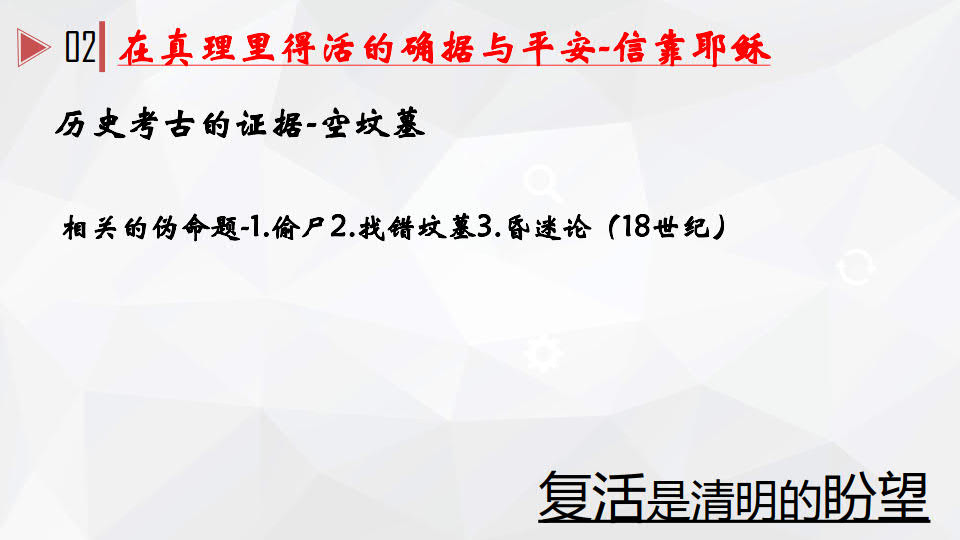 02 在真理里得活的确据与平安-信靠耶稣
历史考古的证据-空坟墓
相关的伪命题-1.偷尸2.找错坟墓3.昏迷论（18世纪）
复活是清明的盼望